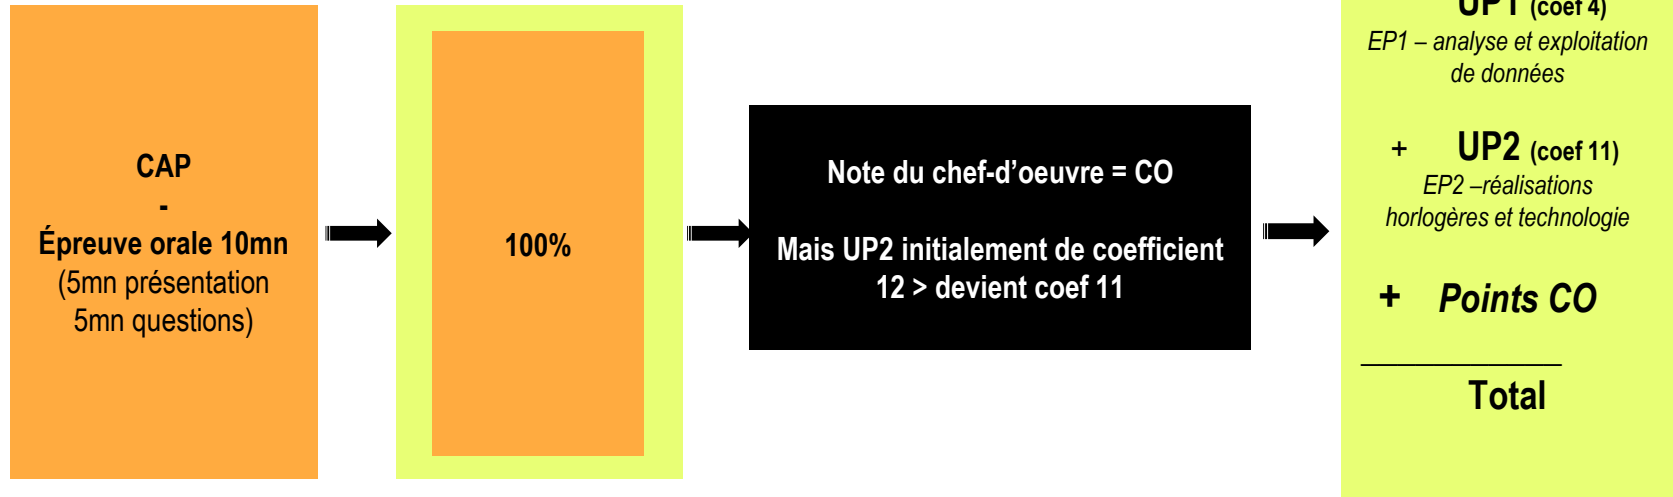 CAP
-
Épreuve orale 10mn
(5mn présentation
5mn questions)
100%
Note du chef-d'oeuvre = CO
Mais UP2 initialement de coefficient
12 > devient coef 11
UP1 (coef 4)
EP1 – analyse et exploitation
de données
+ UP2 (coef 11)
EP2 –réalisations
horlogères et technologie
+ Points CO
Total